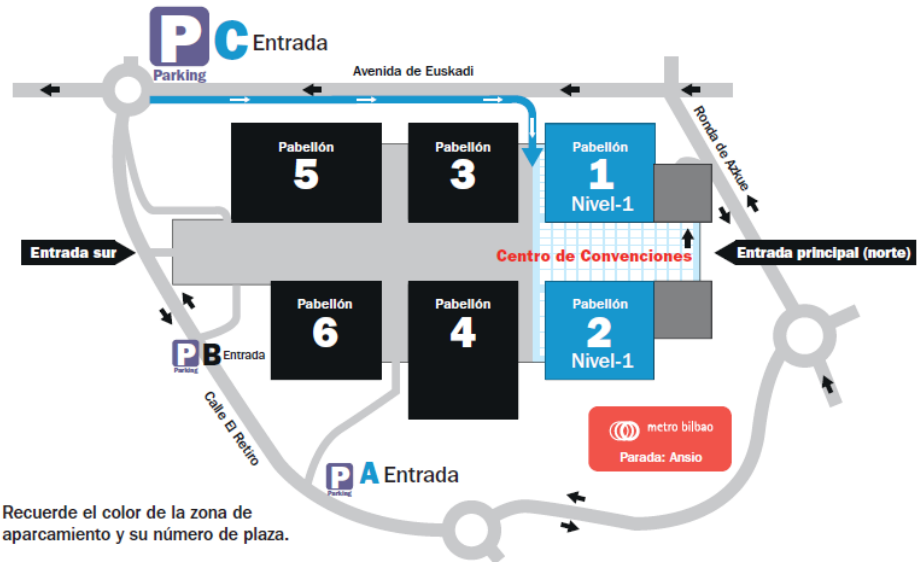 P C Entrada
Parking
Avenida de Euskadi
Ronda de Azkue
Pabellón
5
Pabellón
3
Pabellón
1
Nivel-1
Entrada sur
Centro de Convenciones
Entrada principal (norte)
Pabellón
6
Pabellón
4
Pabellón
2
Nivel-1
P B Entrada
Parking
Calle El Retiro
metro bilbao
Parada: Ansio
P A Entrada
Parking
Recuerde el color de la zona de
aparcamiento y su número de plaza.